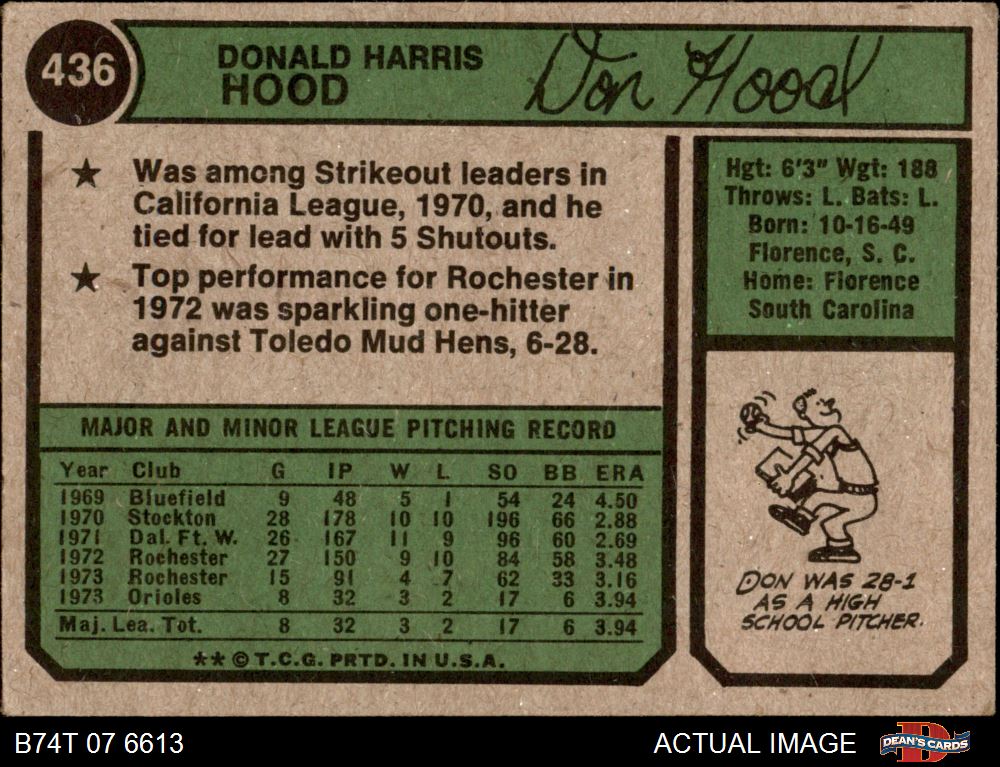 436
DONALD HARRIS
HOOD
Don Hood
★ Was among Strikeout leaders in
California League, 1970, and he
tied for lead with 5 Shutouts.
★ Top performance for Rochester in
1972 was sparkling one-hitter
against Toledo Mud Hens, 6-28.
Hgt: 6'3" Wgt: 188
Throws: L. Bats: L.
Born: 10-16-49
Florence, S. C.
Home: Florence
South Carolina
MAJOR AND MINOR LEAGUE PITCHING RECORD
Year Club G IP W L SO BB ERA
1969 Bluefield 9 48 5 1 54 24 4.50
1970 Stockton 28 178 10 10 196 66 2.88
1971 Dal. Ft. W. 26 167 11 9 96 60 2.69
1972 Rochester 27 150 9 10 84 58 3.48
1973 Rochester 15 91 4 7 62 33 3.16
1973 Orioles 8 32 3 2 17 6 3.94
Maj. Lea. Tot. 8 32 3 2 17 6 3.94
★★ © T.C.G. PRTD. IN U.S.A.
DON WAS 28-1
AS A HIGH
SCHOOL PITCHER.
B74T 07 6613
ACTUAL IMAGE
D
DEAN'S CARDS